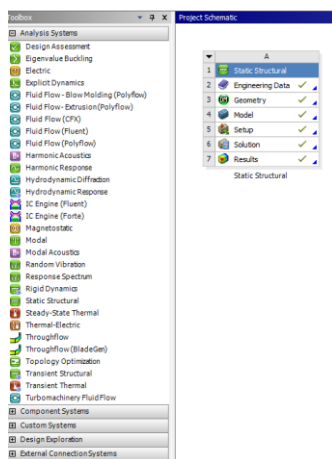 Toolbox
Project Schematic
Analysis Systems
Design Assessment
Eigenvalue Buckling
Electric
Explicit Dynamics
Fluid Flow - Blow Molding (Polyflow)
Fluid Flow - Extrusion (Polyflow)
Fluid Flow (CFX)
Fluid Flow (Fluent)
Fluid Flow (Polyflow)
Harmonic Acoustics
Harmonic Response
Hydrodynamic Diffraction
Hydrodynamic Response
IC Engine (Fluent)
IC Engine (Forte)
Magnetostatic
Modal
Modal Acoustics
Random Vibration
Response Spectrum
Rigid Dynamics
Static Structural
Steady-State Thermal
Thermal-Electric
Throughflow
Throughflow (BladeGen)
Topology Optimization
Transient Structural
Transient Thermal
Turbomachinery Fluid Flow
Component Systems
Custom Systems
Design Exploration
External Connection Systems
A
1 Static Structural
2 Engineering Data
3 Geometry
4 Model
5 Setup
6 Solution
7 Results
Static Structural